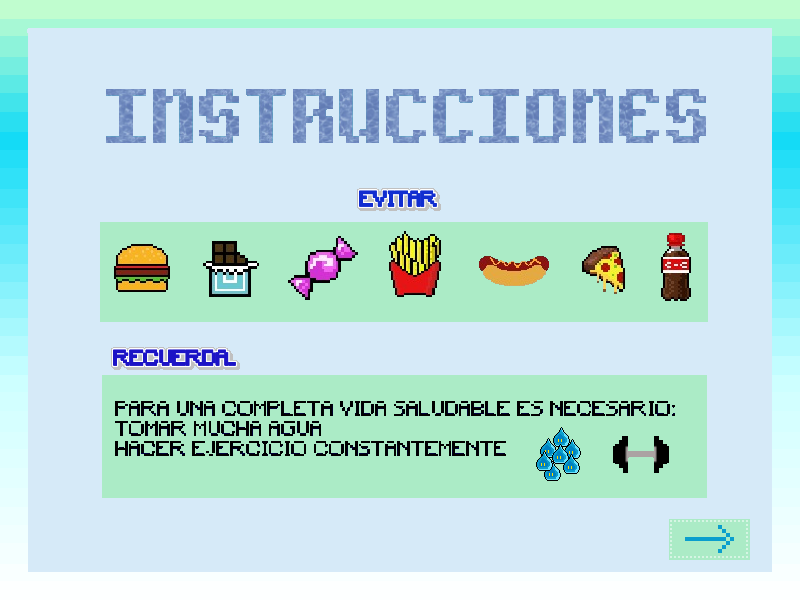 INSTRUCCIONES
EVITAR
RECUERDA
PARA UNA COMPLETA VIDA SALUDABLE ES NECESARIO:
TOMAR MUCHA AGUA
HACER EJERCICIO CONSTANTEMENTE